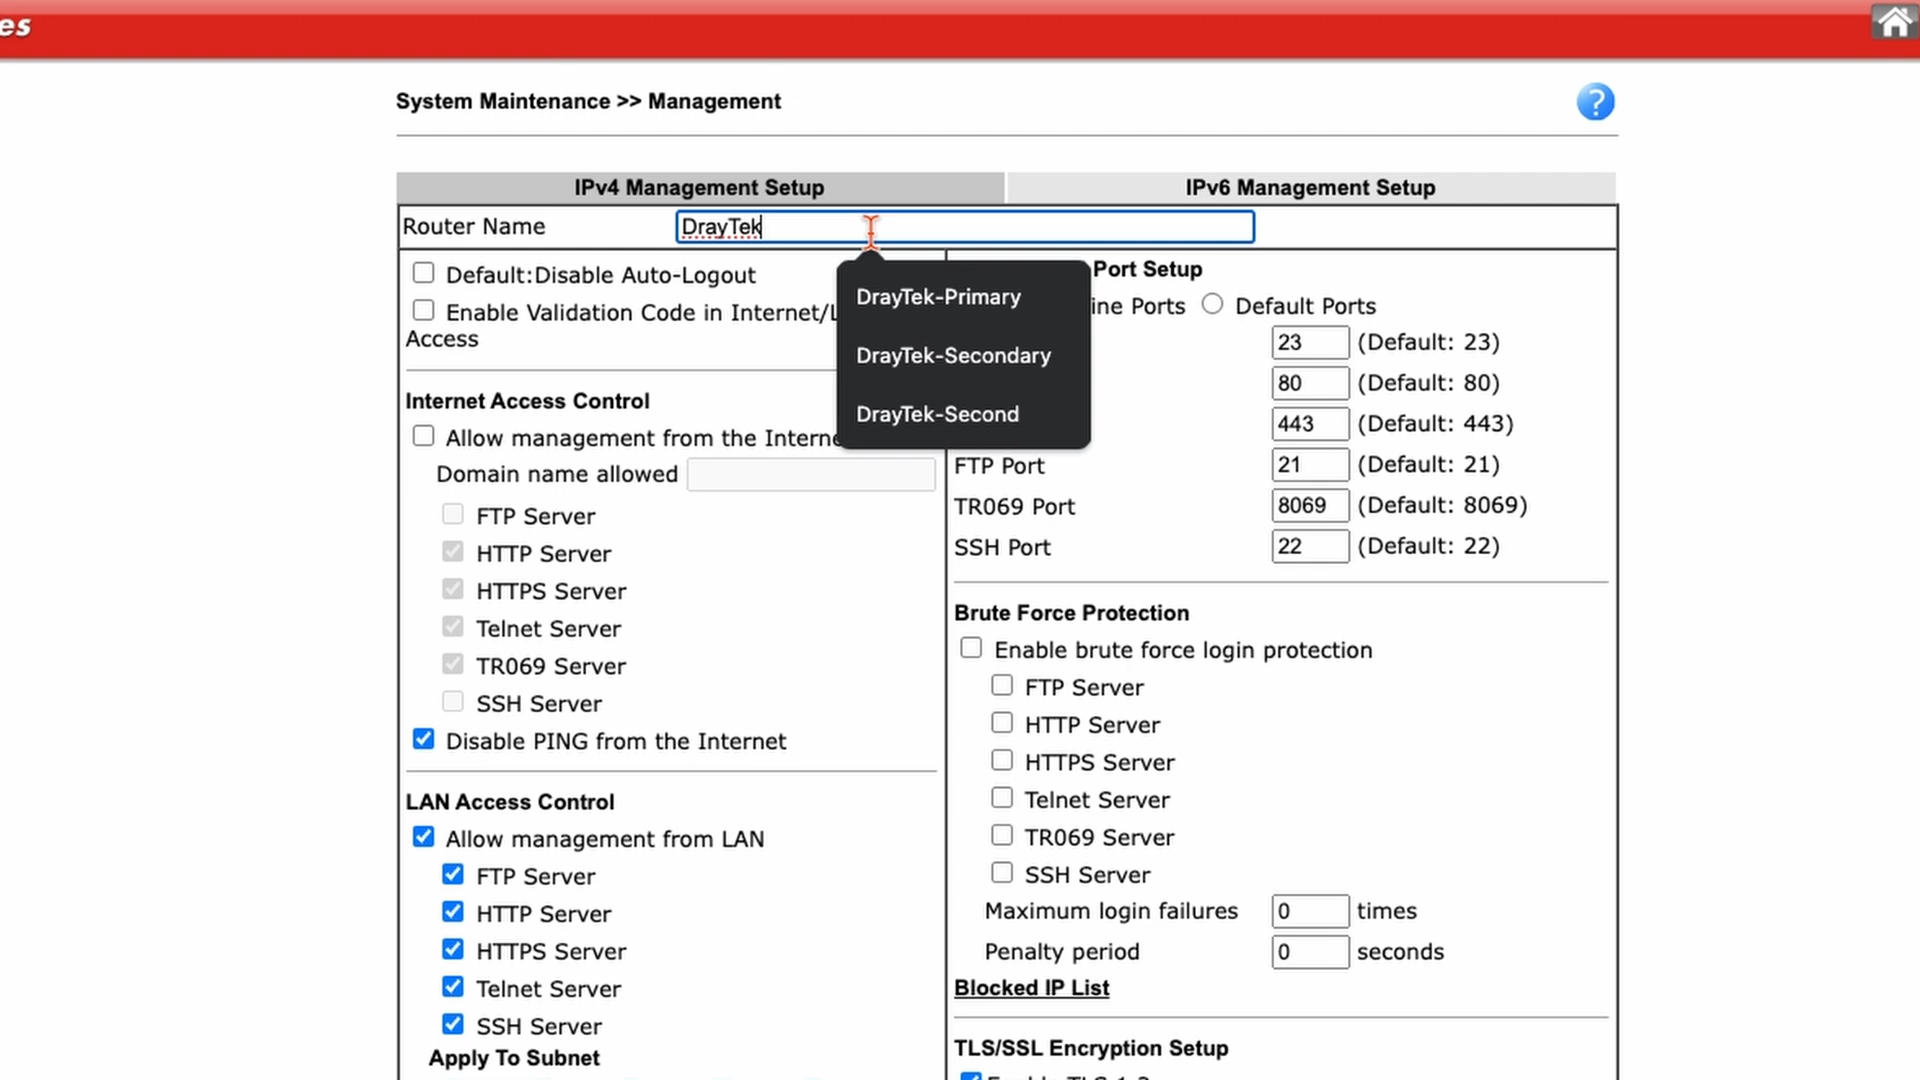 es
System Maintenance >> Management
?
IPv4 Management Setup
IPv6 Management Setup
Router Name
DrayTek
DrayTek-Primary
DrayTek-Secondary
DrayTek-Second
Default:Disable Auto-Logout
Enable Validation Code in Internet/L
Access
Internet Access Control
Allow management from the Interne
Domain name allowed
FTP Server
HTTP Server
HTTPS Server
Telnet Server
TR069 Server
SSH Server
Disable PING from the Internet
LAN Access Control
Allow management from LAN
FTP Server
HTTP Server
HTTPS Server
Telnet Server
SSH Server
Apply To Subnet
Port Setup
ine Ports Default Ports
23 (Default: 23)
80 (Default: 80)
443 (Default: 443)
FTP Port 21 (Default: 21)
TR069 Port 8069 (Default: 8069)
SSH Port 22 (Default: 22)
Brute Force Protection
Enable brute force login protection
FTP Server
HTTP Server
HTTPS Server
Telnet Server
TR069 Server
SSH Server
Maximum login failures 0 times
Penalty period 0 seconds
Blocked IP List
TLS/SSL Encryption Setup